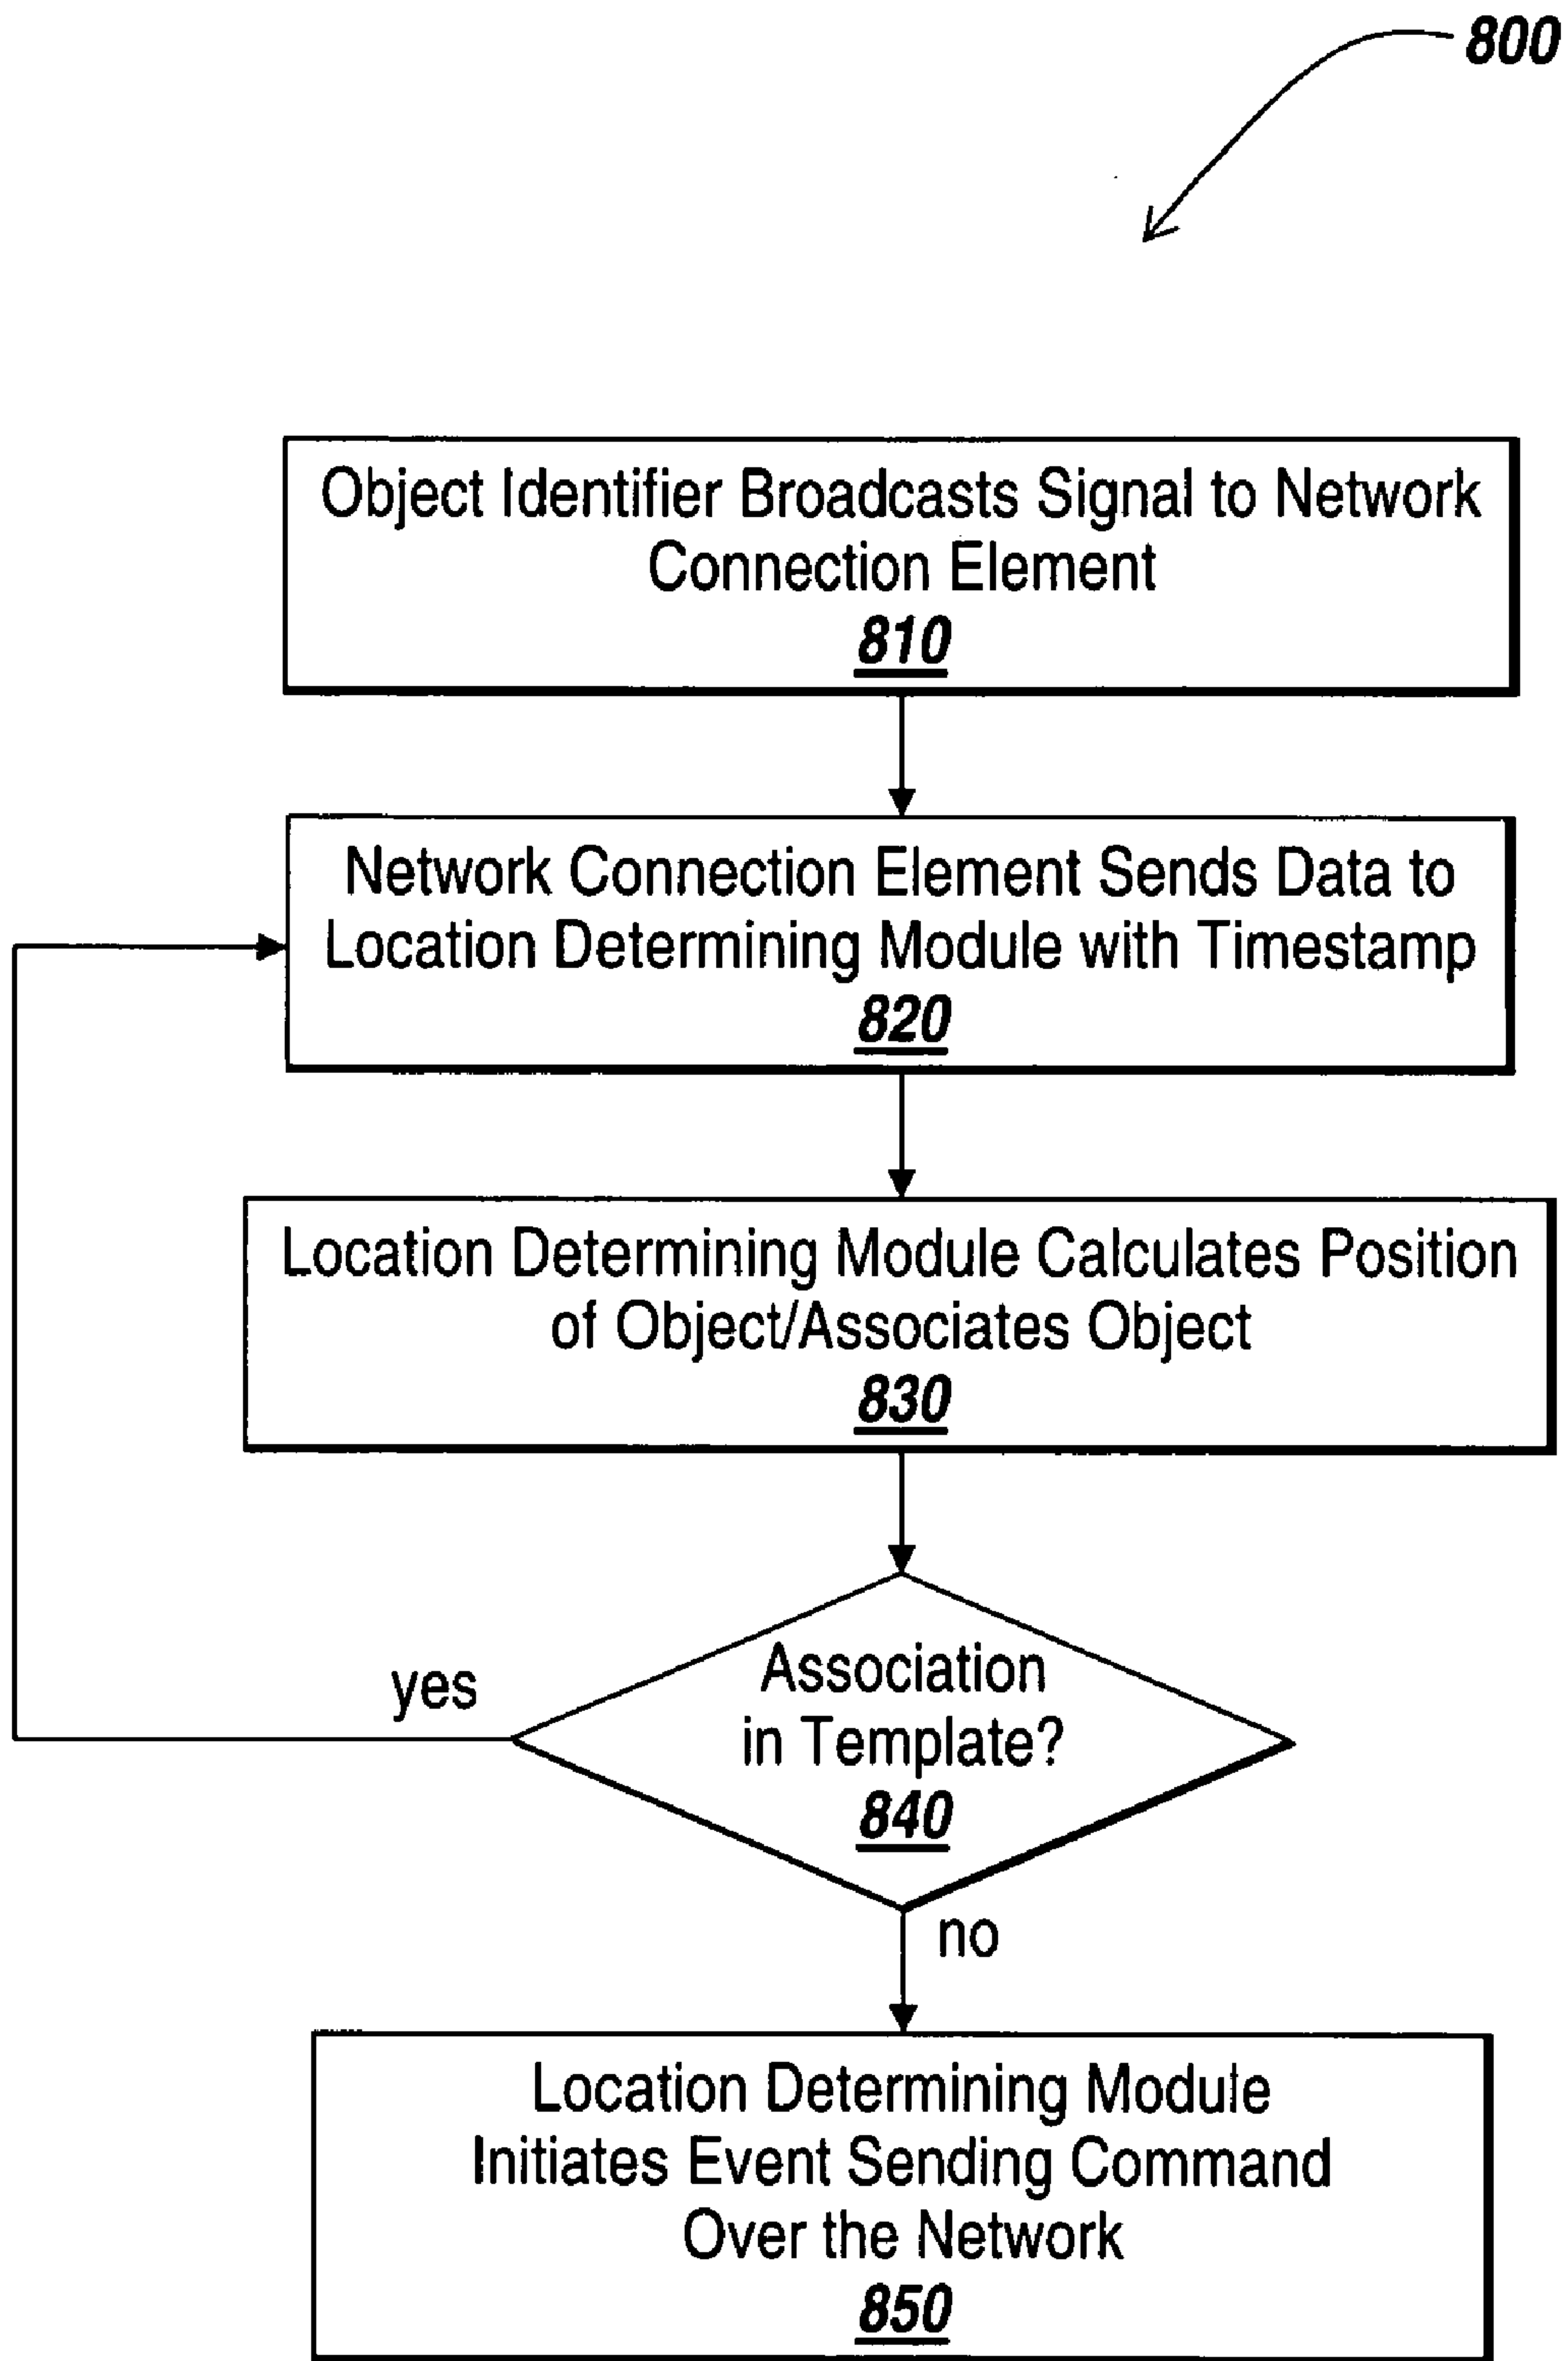 800
Object Identifier Broadcasts Signal to Network
Connection Element
810
Network Connection Element Sends Data to
Location Determining Module with Timestamp
820
Location Determining Module Calculates Position
of Object/Associates Object
830
Association
in Template?
840
yes
no
Location Determining Module
Initiates Event Sending Command
Over the Network
850